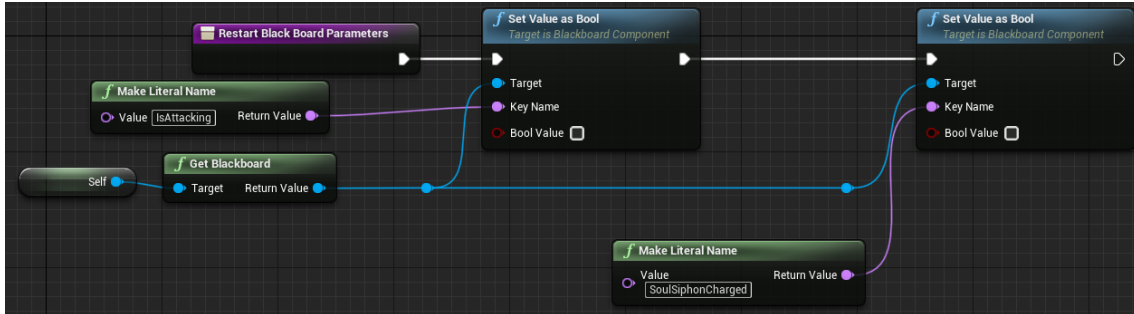 Restart Black Board Parameters
f Set Value as Bool
Target is Blackboard Component
Target
Key Name
Bool Value
f Set Value as Bool
Target is Blackboard Component
Target
Key Name
Bool Value
f Make Literal Name
Value IsAttacking Return Value
f Get Blackboard
Self
Target Return Value
f Make Literal Name
Value Return Value
SoulSiphonCharged